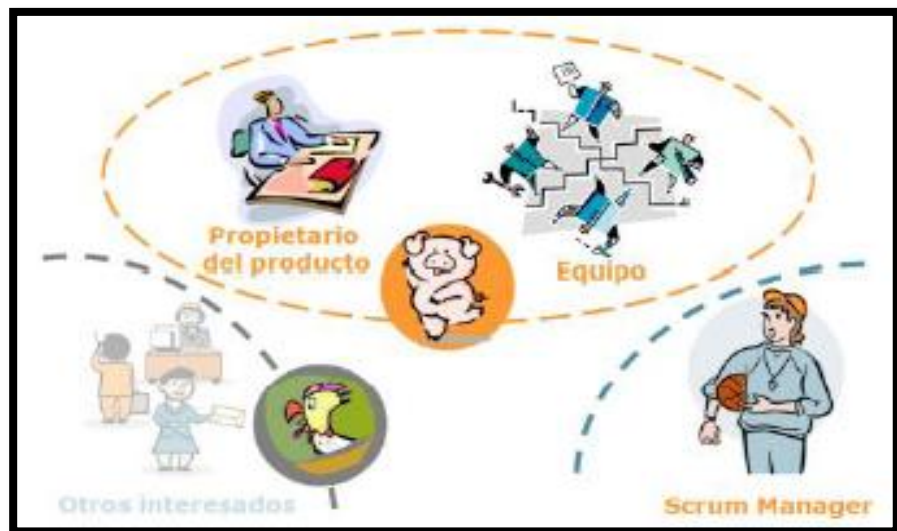 Propietario
del producto
Equipo
Otros interesados
Scrum Manager